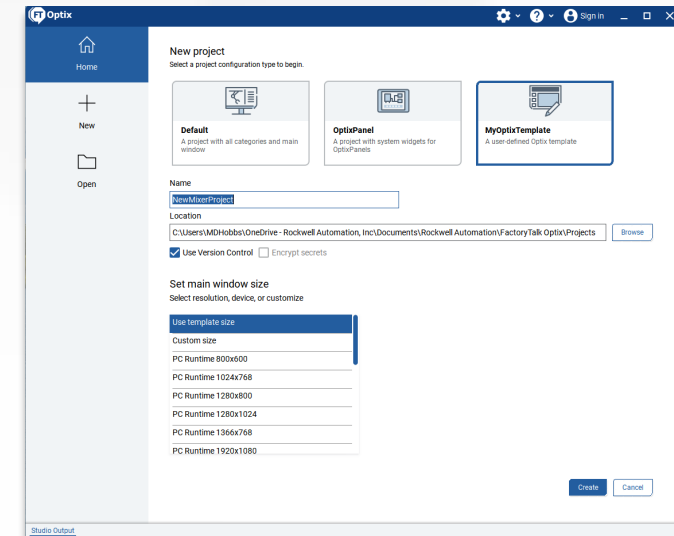 FT Optix
Sign In
Home
New
Open
New project
Select a project configuration type to begin.
Default
A project with all categories and main
window
OptixPanel
A project with system widgets for
OptixPanels
MyOptixTemplate
A user-defined Optix template
Name
NewMixerProject
Location
C:\Users\MDHobbs\OneDrive - Rockwell Automation, Inc\Documents\Rockwell Automation\FactoryTalk Optix\Projects
Browse
Use Version Control
Encrypt secrets
Set main window size
Select resolution, device, or customize
Use template size
Custom size
PC Runtime 800x600
PC Runtime 1024x768
PC Runtime 1280x800
PC Runtime 1280x1024
PC Runtime 1366x768
PC Runtime 1920x1080
Create
Cancel
Studio Output